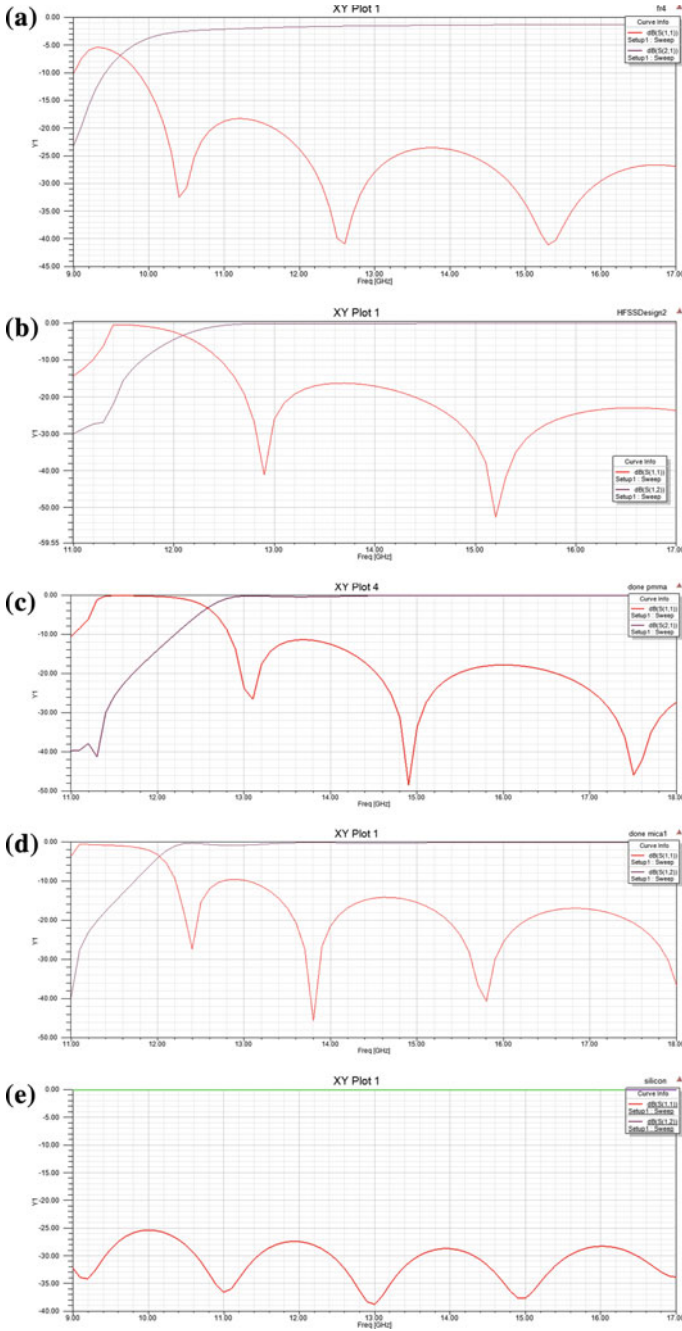 (a)
XY Plot 1
fr4
0.00
-5.00
-10.00
-15.00
-20.00
-25.00
-30.00
-35.00
-40.00
-45.00
Y1
9.00 10.00 11.00 12.00 13.00 14.00 15.00 16.00 17.00
Freq [GHz]
Curve Info
dB(S(1,1))
Setup1 : Sweep
dB(S(2,1))
Setup1 : Sweep
(b)
XY Plot 1
HFSSDesign2
0.00
-10.00
-20.00
-30.00
-40.00
-50.00
-59.55
Y1
11.00 12.00 13.00 14.00 15.00 16.00 17.00
Freq [GHz]
Curve Info
dB(S(1,1))
Setup1 : Sweep
dB(S(1,2))
Setup1 : Sweep
(c)
XY Plot 4
done pmma
0.00
-10.00
-20.00
-30.00
-40.00
-50.00
Y1
11.00 12.00 13.00 14.00 15.00 16.00 17.00 18.00
Freq [GHz]
Curve Info
dB(S(1,1))
Setup1 : Sweep
dB(S(2,1))
Setup1 : Sweep
(d)
XY Plot 1
done mica1
0.00
-10.00
-20.00
-30.00
-40.00
-50.00
Y1
11.00 12.00 13.00 14.00 15.00 16.00 17.00 18.00
Freq [GHz]
Curve Info
dB(S(1,1))
Setup1 : Sweep
dB(S(1,2))
Setup1 : Sweep
(e)
XY Plot 1
silicon
0.00
-5.00
-10.00
-15.00
-20.00
-25.00
-30.00
-35.00
-40.00
Y1
9.00 10.00 11.00 12.00 13.00 14.00 15.00 16.00 17.00
Freq [GHz]
Curve Info
dB(S(1,1))
Setup1 : Sweep
dB(S(1,2))
Setup1 : Sweep